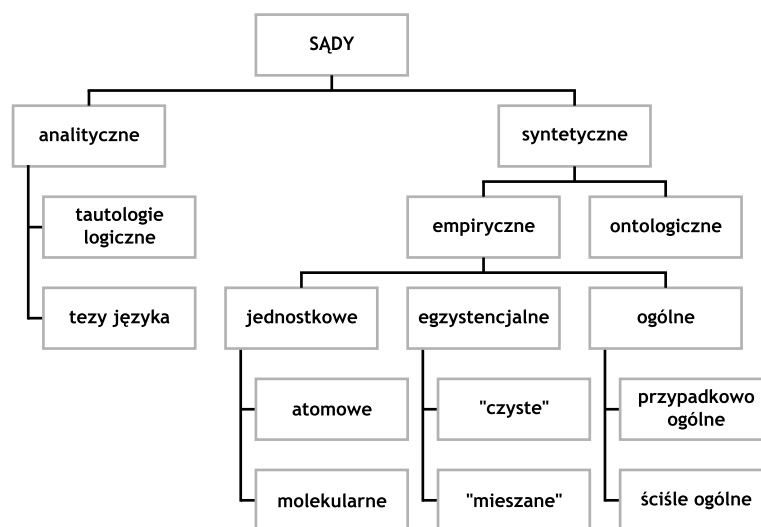 SĄDY
analityczne
syntetyczne
tautologie
logiczne
empiryczne
ontologiczne
tezy języka
jednostkowe
egzystencjalne
ogólne
atomowe
"czyste"
przypadkowo
ogólne
molekularne
"mieszane"
ściśle ogólne